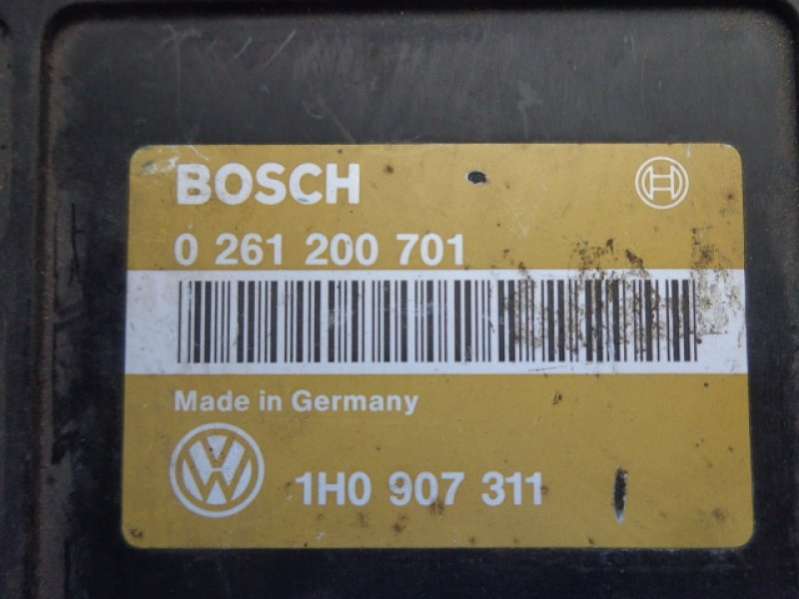 BOSCH
0 261 200 701
Made in Germany
1H0 907 311